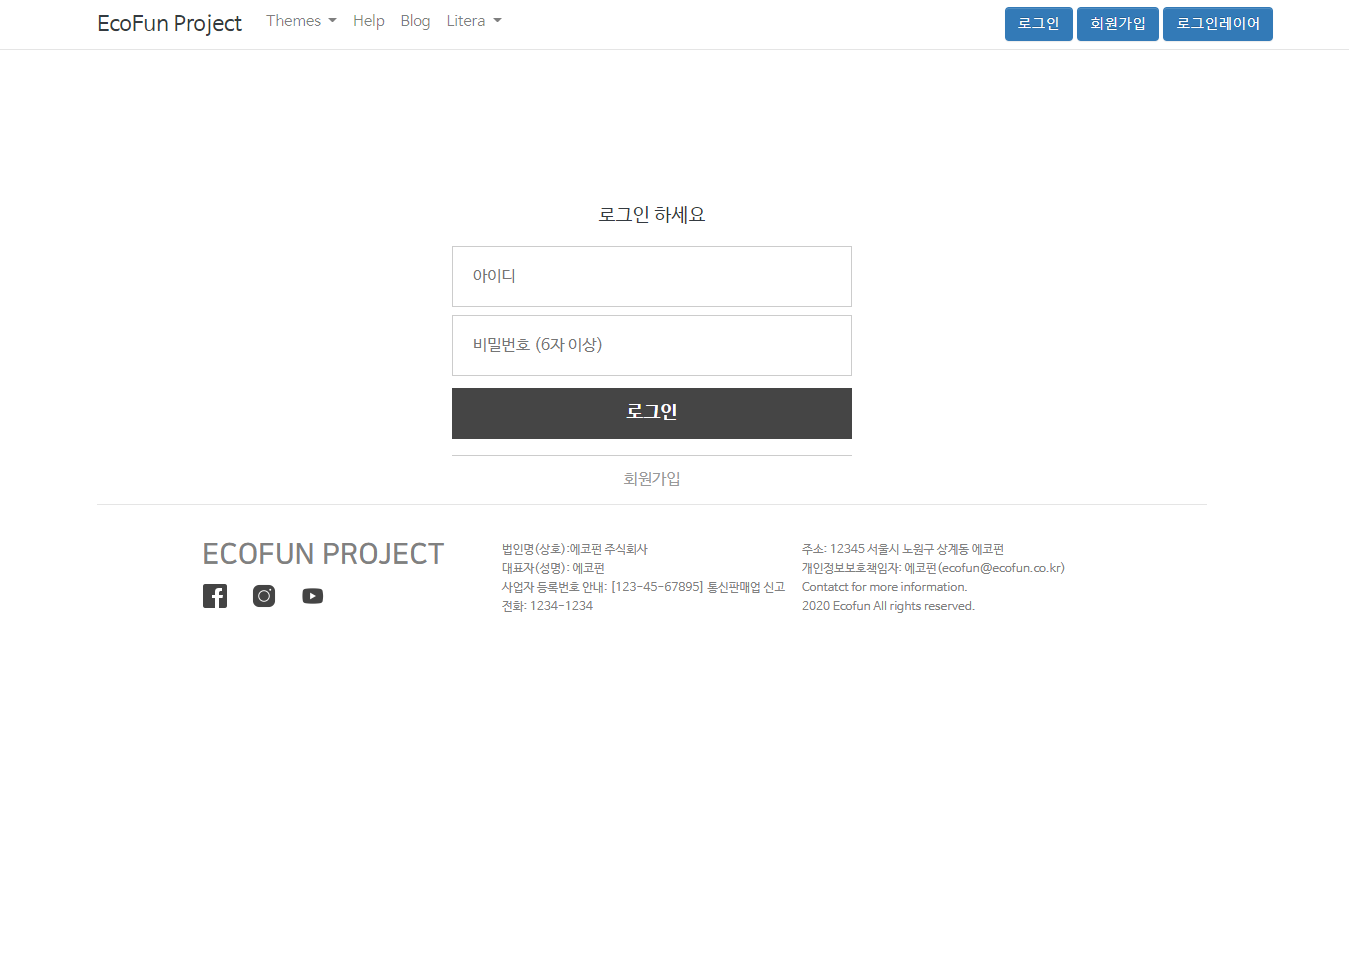 EcoFun Project Themes Help Blog Litera 로그인 회원가입 로그인레이어
로그인 하세요
아이디
비밀번호 (6자 이상)
로그인
회원가입
ECOFUN PROJECT
법인명(상호):에코펀 주식회사
대표자(성명): 에코펀
사업자 등록번호 안내: [123-45-67895] 통신판매업 신고
전화: 1234-1234
주소: 12345 서울시 노원구 상계동 에코펀
개인정보보호책임자: 에코펀(ecofun@ecofun.co.kr)
Contatct for more information.
2020 Ecofun All rights reserved.